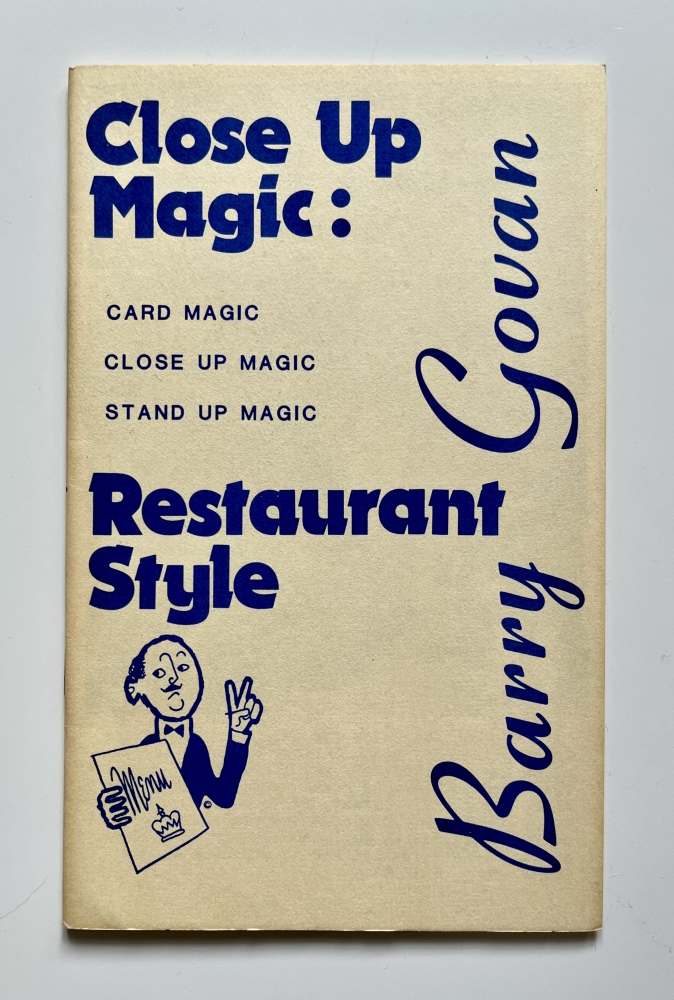 Close Up
Magic:
CARD MAGIC
CLOSE UP MAGIC
STAND UP MAGIC
Restaurant
Style
Menu
©
Barry Govan